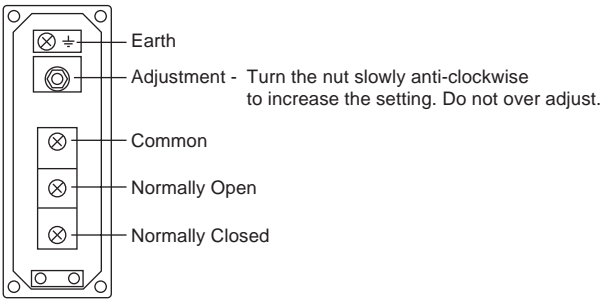 Earth
Adjustment - Turn the nut slowly anti-clockwise
to increase the setting. Do not over adjust.
Common
Normally Open
Normally Closed